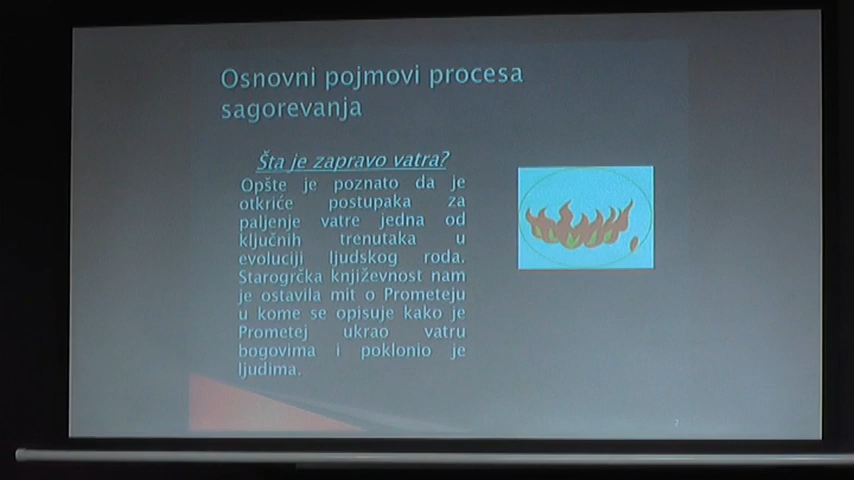 Osnovni pojmovi procesa
sagorevanja
Šta je zapravo vatra?
Opšte je poznato da je
otkriće postupaka za
paljenje vatre jedna od
ključnih trenutaka u
evoluciji ljudskog roda.
Starogrčka književnost nam
je ostavila mit o Prometeju
u kome se opisuje kako je
Prometej ukrao vatru
bogovima i poklonio je
ljudima.
2